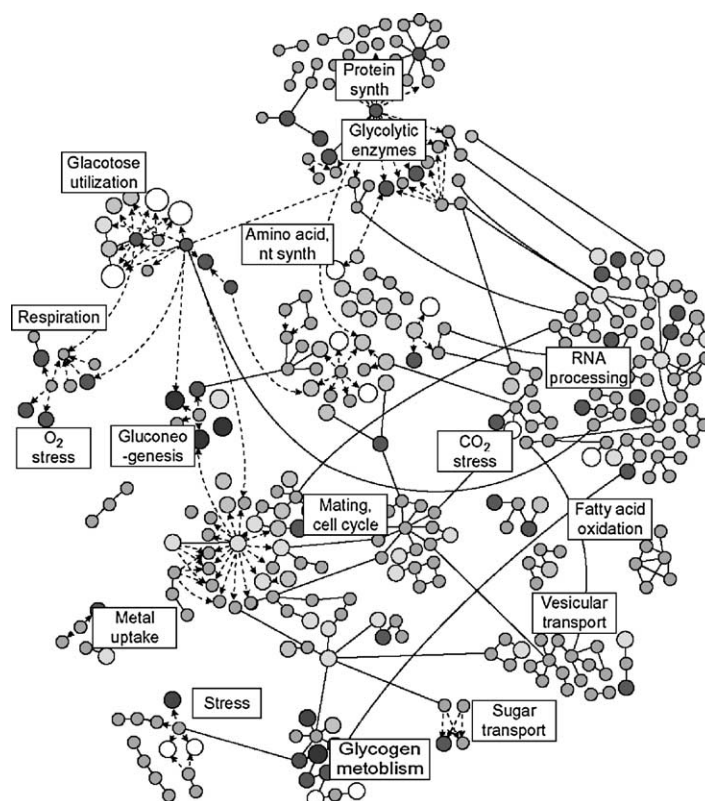 Protein
synth
Glycolytic
enzymes
Glacotose
utilization
Amino acid,
nt synth
Respiration
RNA
processing
O2
stress
Gluconeo
-genesis
CO2
stress
Mating,
cell cycle
Fatty acid
oxidation
Metal
uptake
Vesicular
transport
Stress
Sugar
transport
Glycogen
metoblism